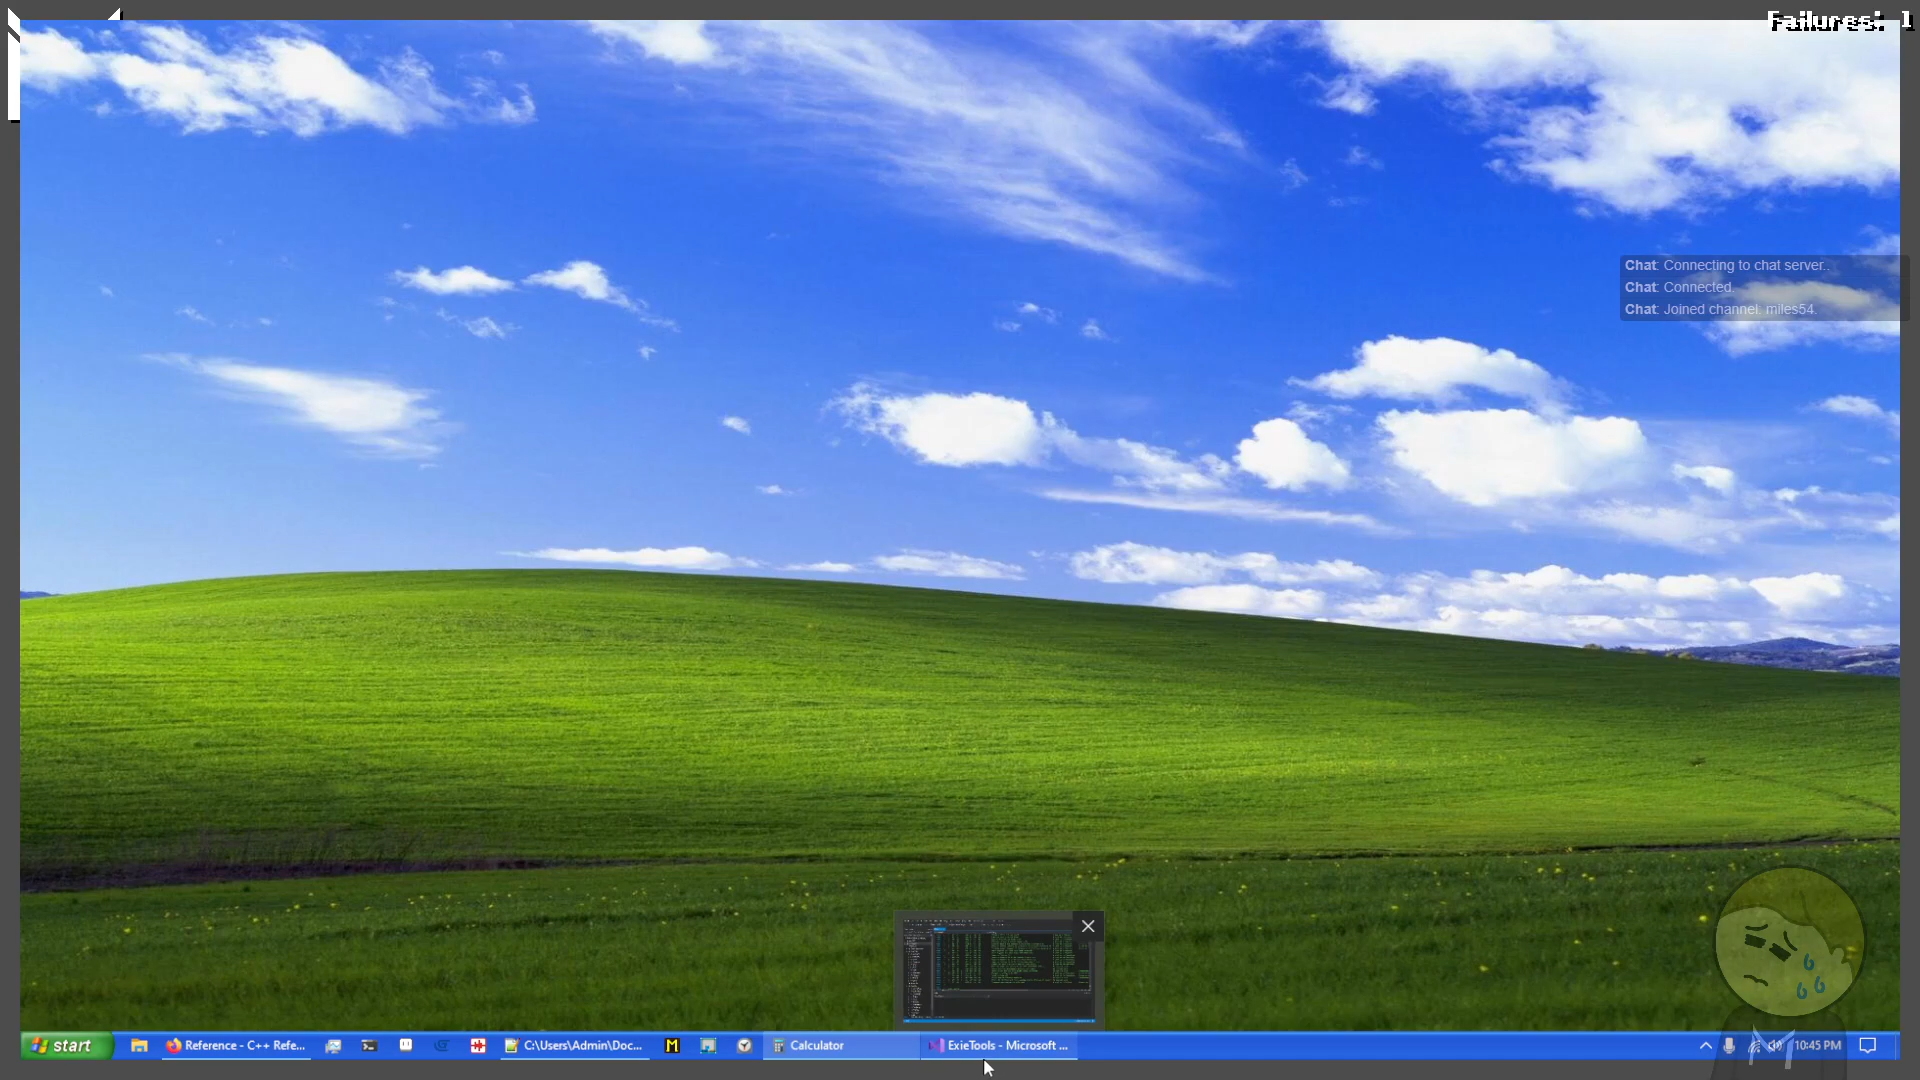 Failures: 1
Chat: Connecting to chat server..
Chat: Connected.
Chat: Joined channel: miles54.
start
Reference - C++ Refe...
C:\Users\Admin\Doc...
M
Calculator
ExieTools - Microsoft ...
10:45 PM
M